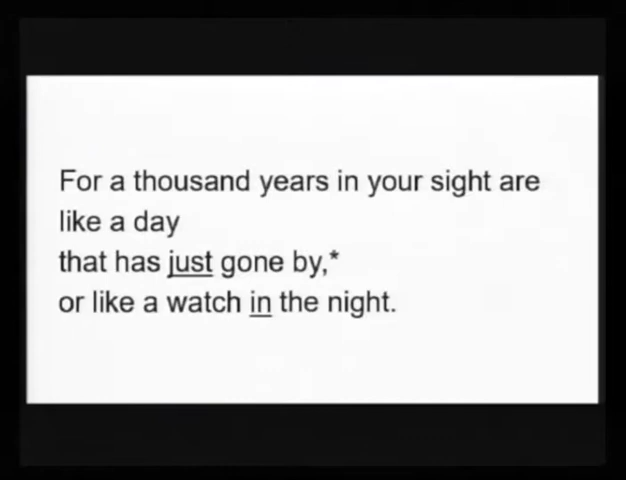 For a thousand years in your sight are
like a day
that has just gone by,*
or like a watch in the night.